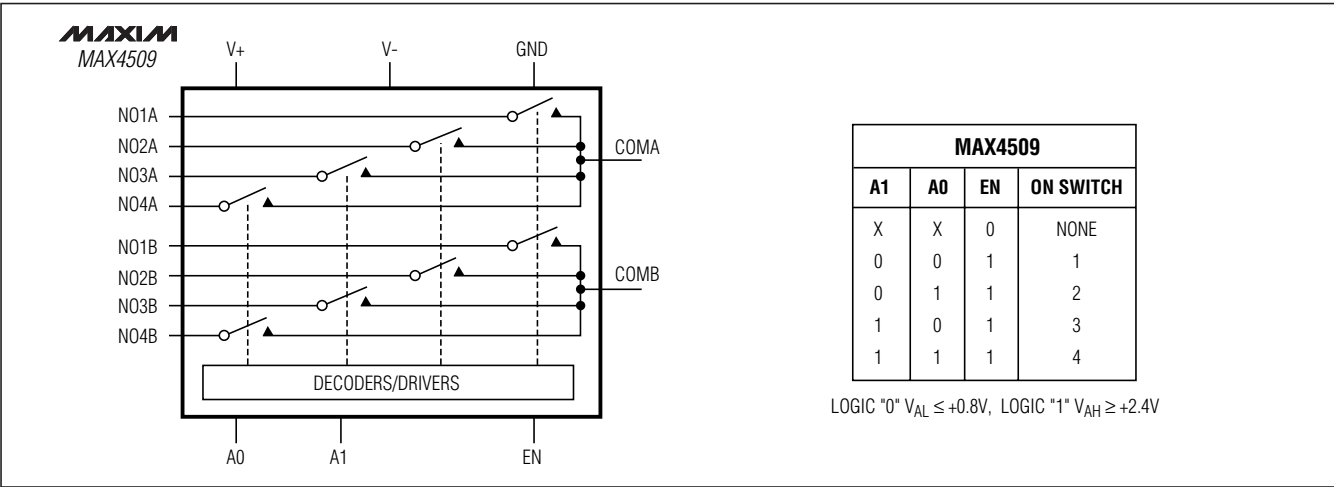 MAXIM
MAX4509
V+ V- GND
NO1A
NO2A
NO3A
NO4A
NO1B
NO2B
NO3B
NO4B
COMA
COMB
DECODERS/DRIVERS
A0 A1 EN
MAX4509
A1 A0 EN ON SWITCH
X X 0 NONE
0 0 1 1
0 1 1 2
1 0 1 3
1 1 1 4
LOGIC "0" VAL ≤ +0.8V, LOGIC "1" VAH ≥ +2.4V